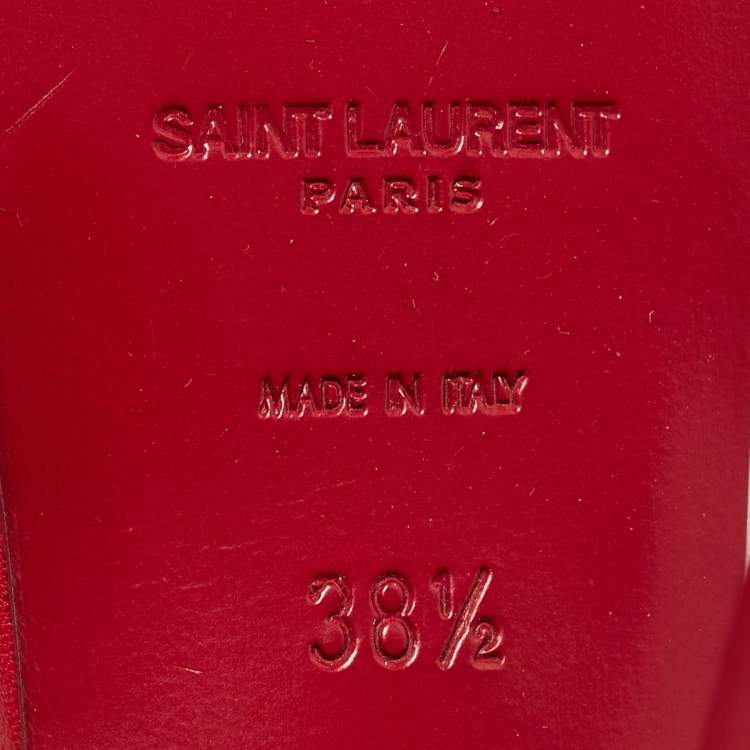 SAINT LAURENT
PARIS
MADE IN ITALY
38½